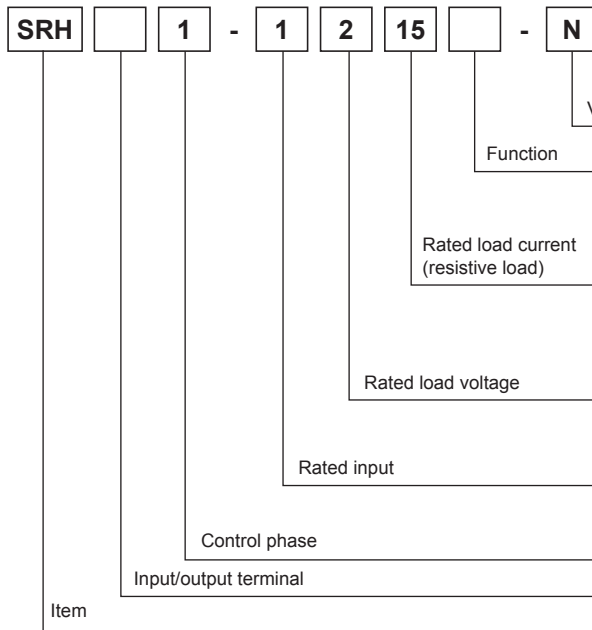 SRH 1 - 1 2 15 - N
V
Function
Rated load current
(resistive load)
Rated load voltage
Rated input
Control phase
Input/output terminal
Item